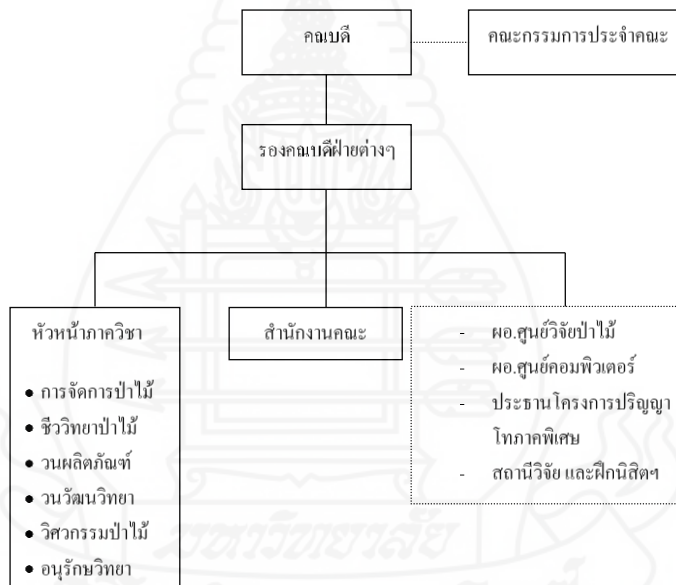 คณบดี
คณะกรรมการประจำคณะ
รองคณบดีฝ่ายต่างๆ
หัวหน้าภาควิชา
● การจัดการป่าไม้
● ชีววิทยาป่าไม้
● วนผลิตภัณฑ์
● วนวัฒนวิทยา
● วิศวกรรมป่าไม้
● อนุรักษวิทยา
สำนักงานคณะ
- ผอ.ศูนย์วิจัยป่าไม้
- ผอ.ศูนย์คอมพิวเตอร์
- ประธานโครงการปริญญา
โทภาคพิเศษ
- สถานีวิจัย และฝึกนิสิตฯ
มหาวิทยาลัย